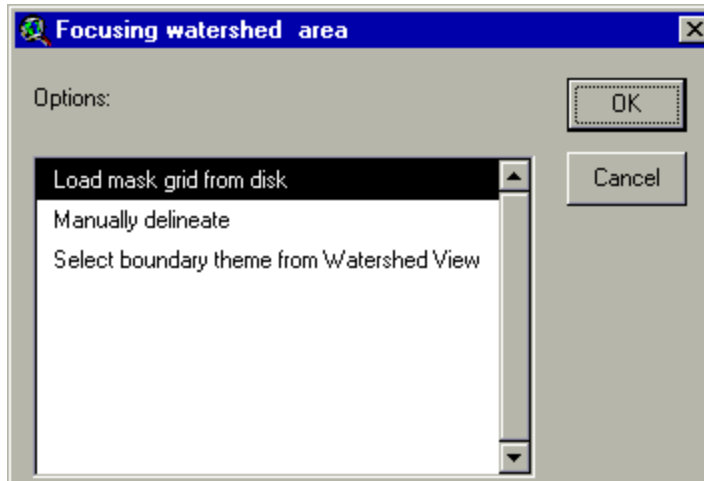 Focusing watershed area
Options:
OK
Load mask grid from disk
Cancel
Manually delineate
Select boundary theme from Watershed View